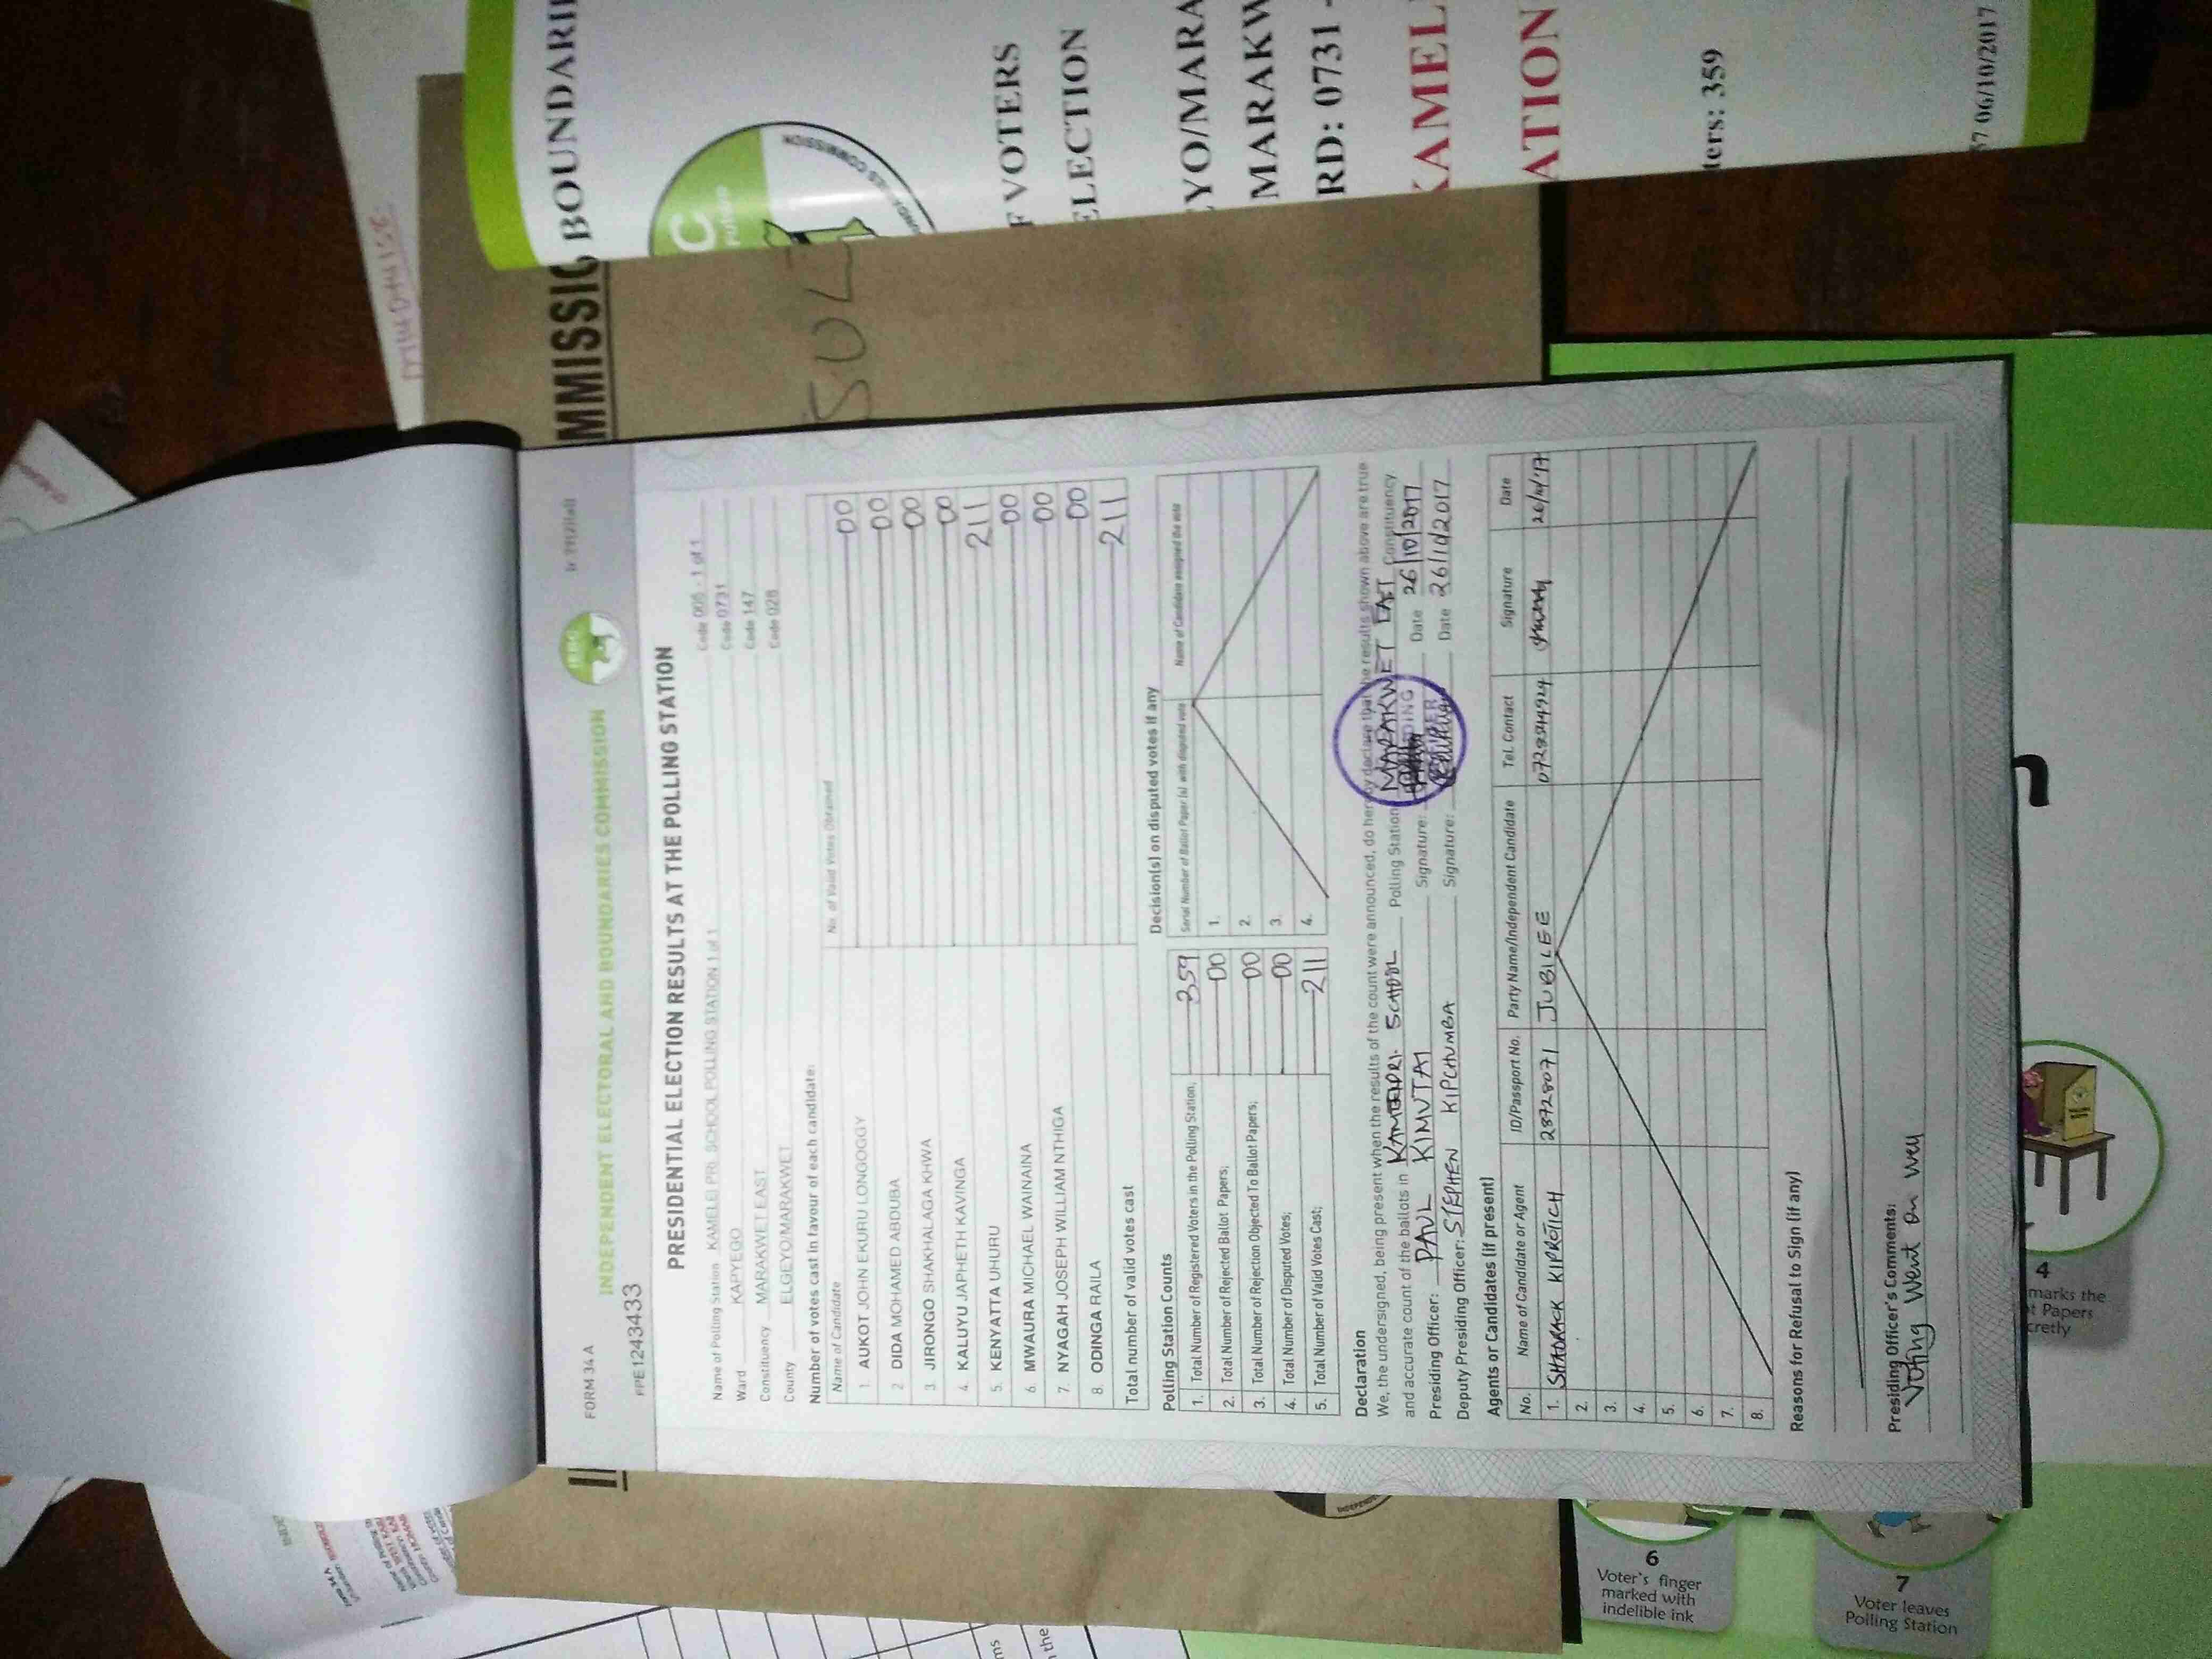 FORM 34 A
INDEPENDENT ELECTORAL AND BOUNDARIES COMMISSION
PPE1243433
PRESIDENTIAL ELECTION RESULTS AT THE POLLING STATION
Name of Polling Station KAMELEI PRI. SCHOOL POLLING STATION 1 of 1 Code 005 - 1 of 1
Ward KAPYEGO Code 0731
Constituency MARAKWET EAST Code 147
County ELGEYO/MARAKWET Code 028
Number of votes cast in favour of each candidate:
Name of Candidate No. of Valid Votes Obtained
1. AUKOT JOHN EKURU LONGOGGY 00
2 DIDA MOHAMED ABDUBA 00
3. JIRONGO SHAKHALAGA KHWA 00
4. KALUYU JAPHETH KAVINGA 00
5. KENYATTA UHURU 211
6. MWAURA MICHAEL WAINAINA 00
7. NYAGAH JOSEPH WILLIAM NTHIGA 00
8. ODINGA RAILA 00
Total number of valid votes cast 211
Polling Station Counts
1. Total Number of Registered Voters in the Polling Station; 359
2. Total Number of Rejected Ballot Papers; 00
3. Total Number of Rejection Objected To Ballot Papers; 00
4. Total Number of Disputed Votes; 00
5. Total Number of Valid Votes Cast; 211
Decision(s) on disputed votes if any
Serial Number of Ballot Paper (s) with disputed vote Name of Candidate assigned the vote
1.
2.
3.
4.
Declaration
We, the undersigned, being present when the results of the count were announced, do hereby declare that the results shown above are true
and accurate count of the ballots in PRI. SCHOOL Polling Station MARAKWET EAST Constituency
Presiding Officer: PAUL KIMUTAI Signature: Date 26/10/2017
Deputy Presiding Officer: STEPHEN KIPCHUMBA Signature: Date 26/10/2017
Agents or Candidates (if present)
No. Name of Candidate or Agent ID/Passport No. Party Name/Independent Candidate Tel. Contact Signature Date
1. SHADRACK KIPROTICH 28728071 JUBILEE 26/10/17
2.
3.
4.
5.
6.
7.
8.
Reasons for Refusal to Sign (if any)
Presiding Officer's Comments:
Voting Went on well
MMISSIO
BOUNDARI
F VOTERS
ELECTION
YO/MARA
MARAKW
RD: 0731 -
KAMEL
ATION
ters: 359
57 06/10/2017
4
marks the
t Papers
cretly
6
Voter's finger
marked with
indelible ink
7
Voter leaves
Polling Station